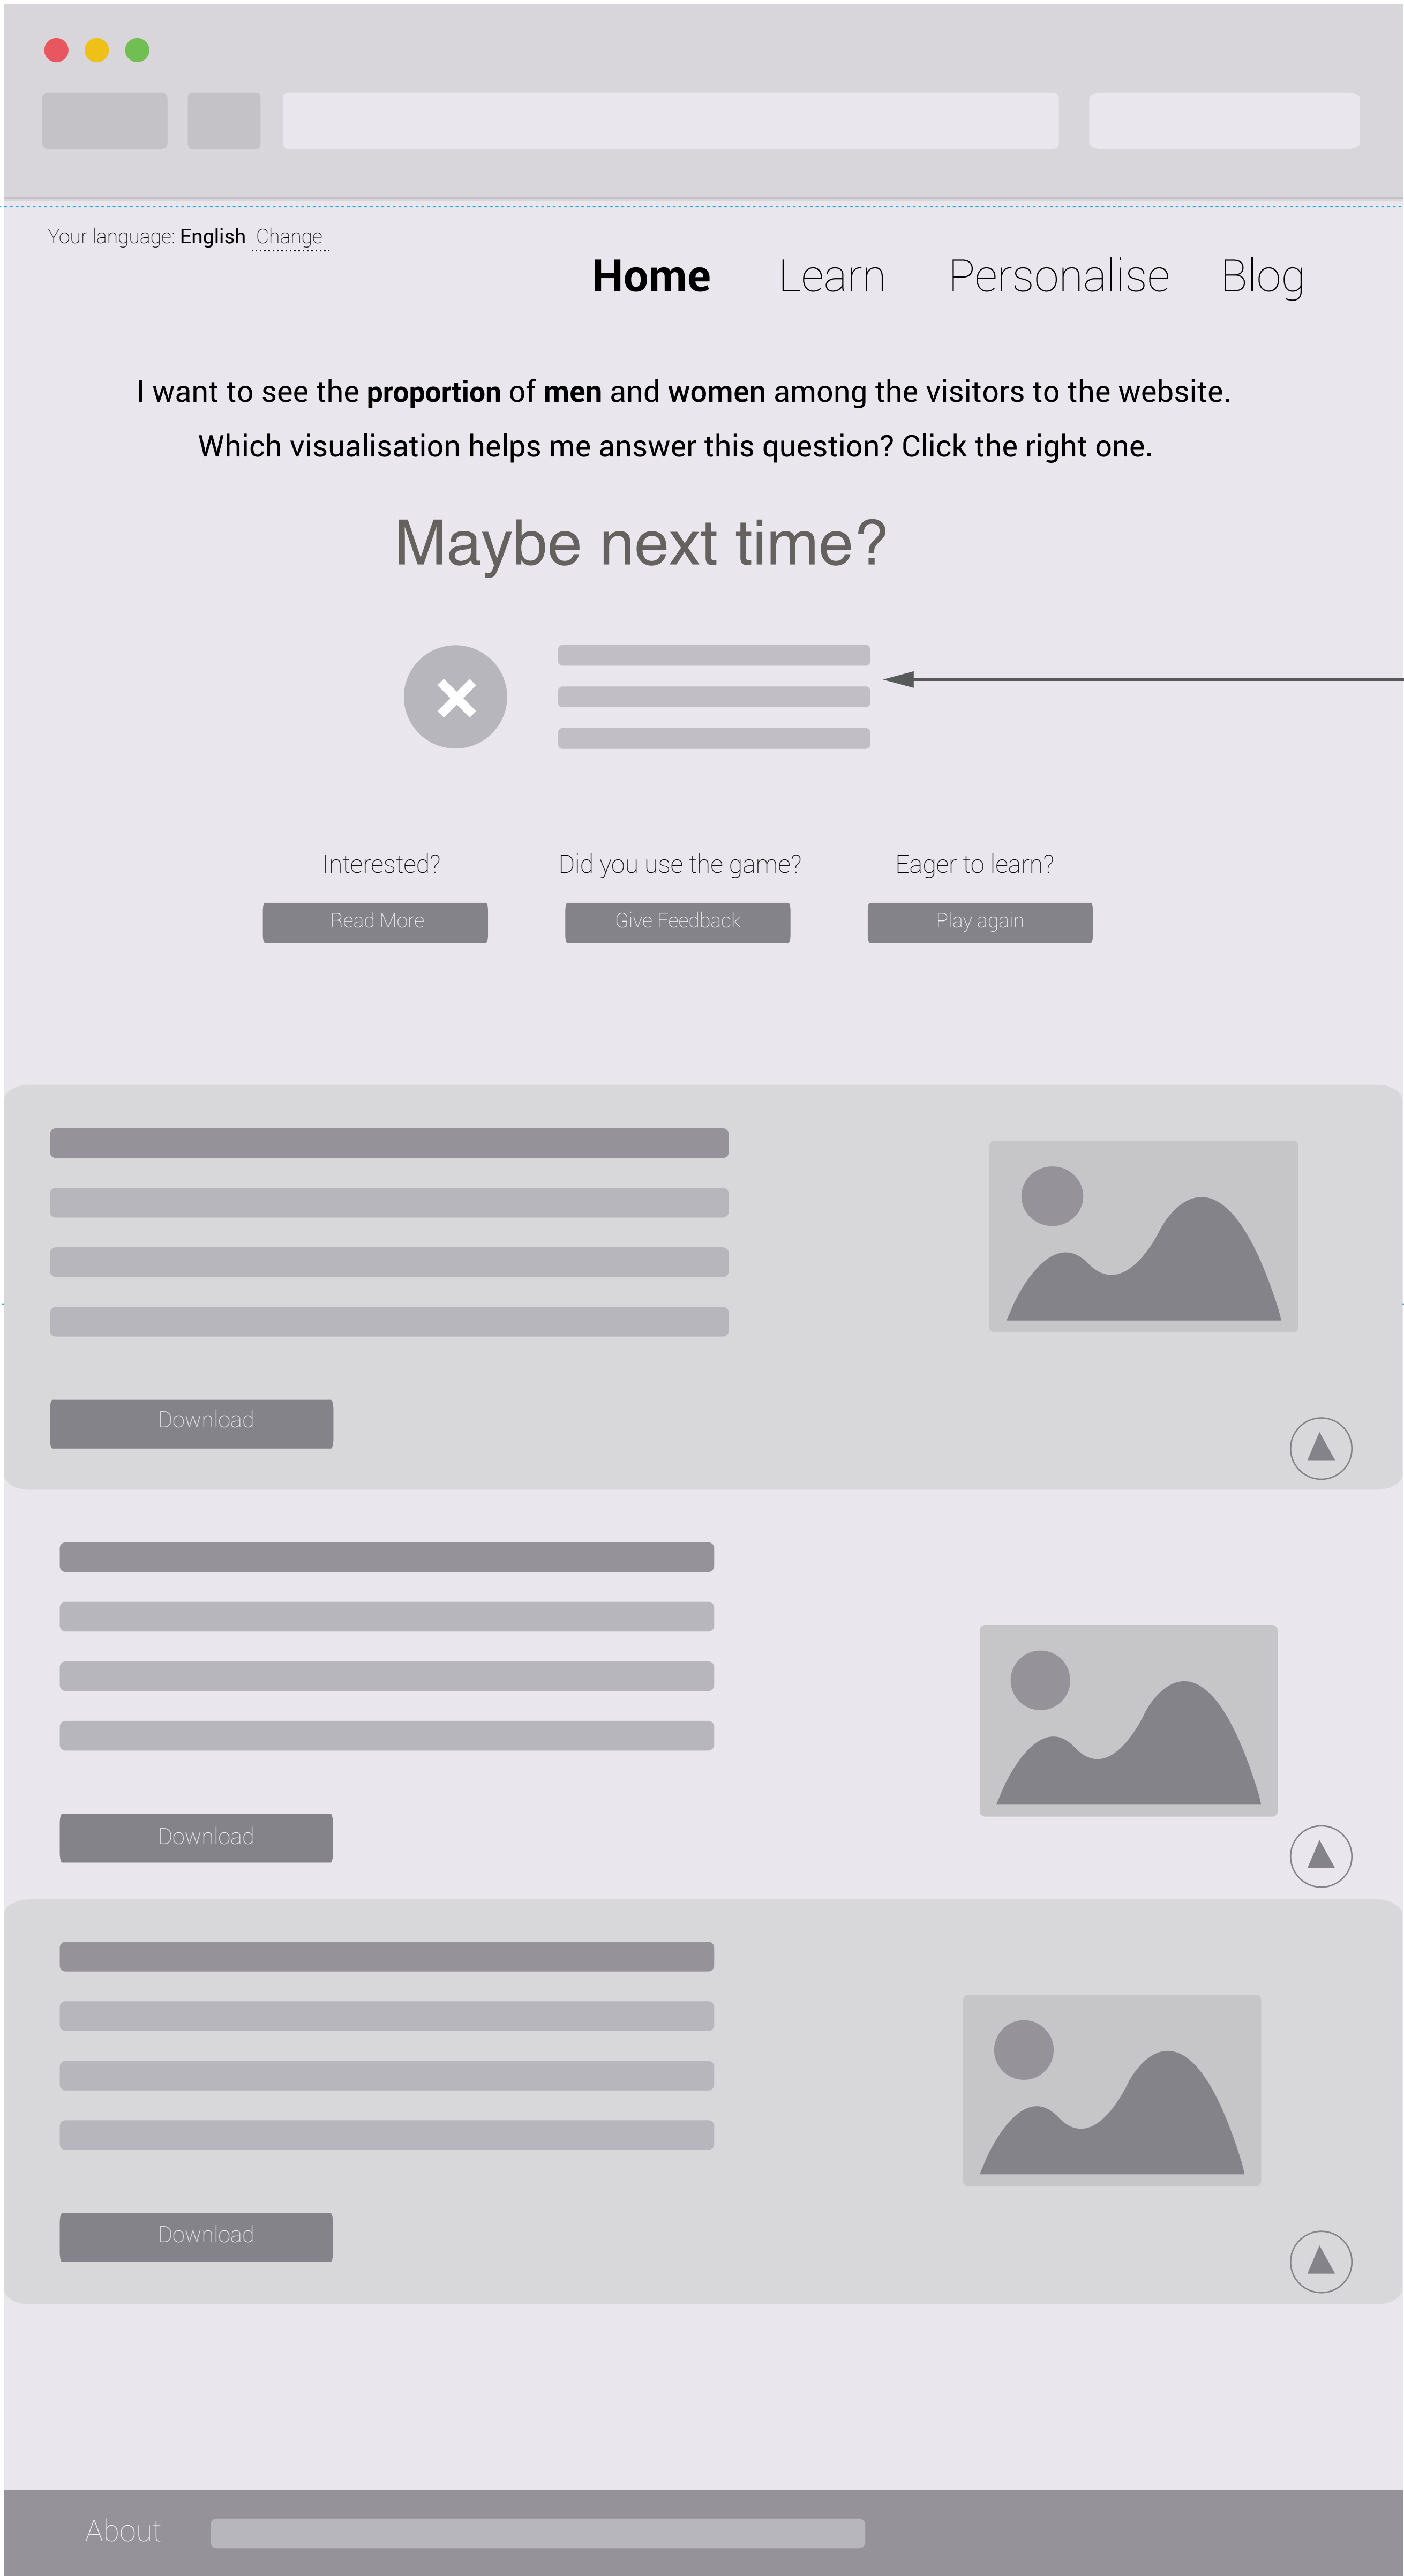 Your language: English Change
Home Learn Personalise Blog
I want to see the proportion of men and women among the visitors to the website.
Which visualisation helps me answer this question? Click the right one.
Maybe next time?
Interested? Did you use the game? Eager to learn?
Read More Give Feedback Play again
Download
Download
Download
About